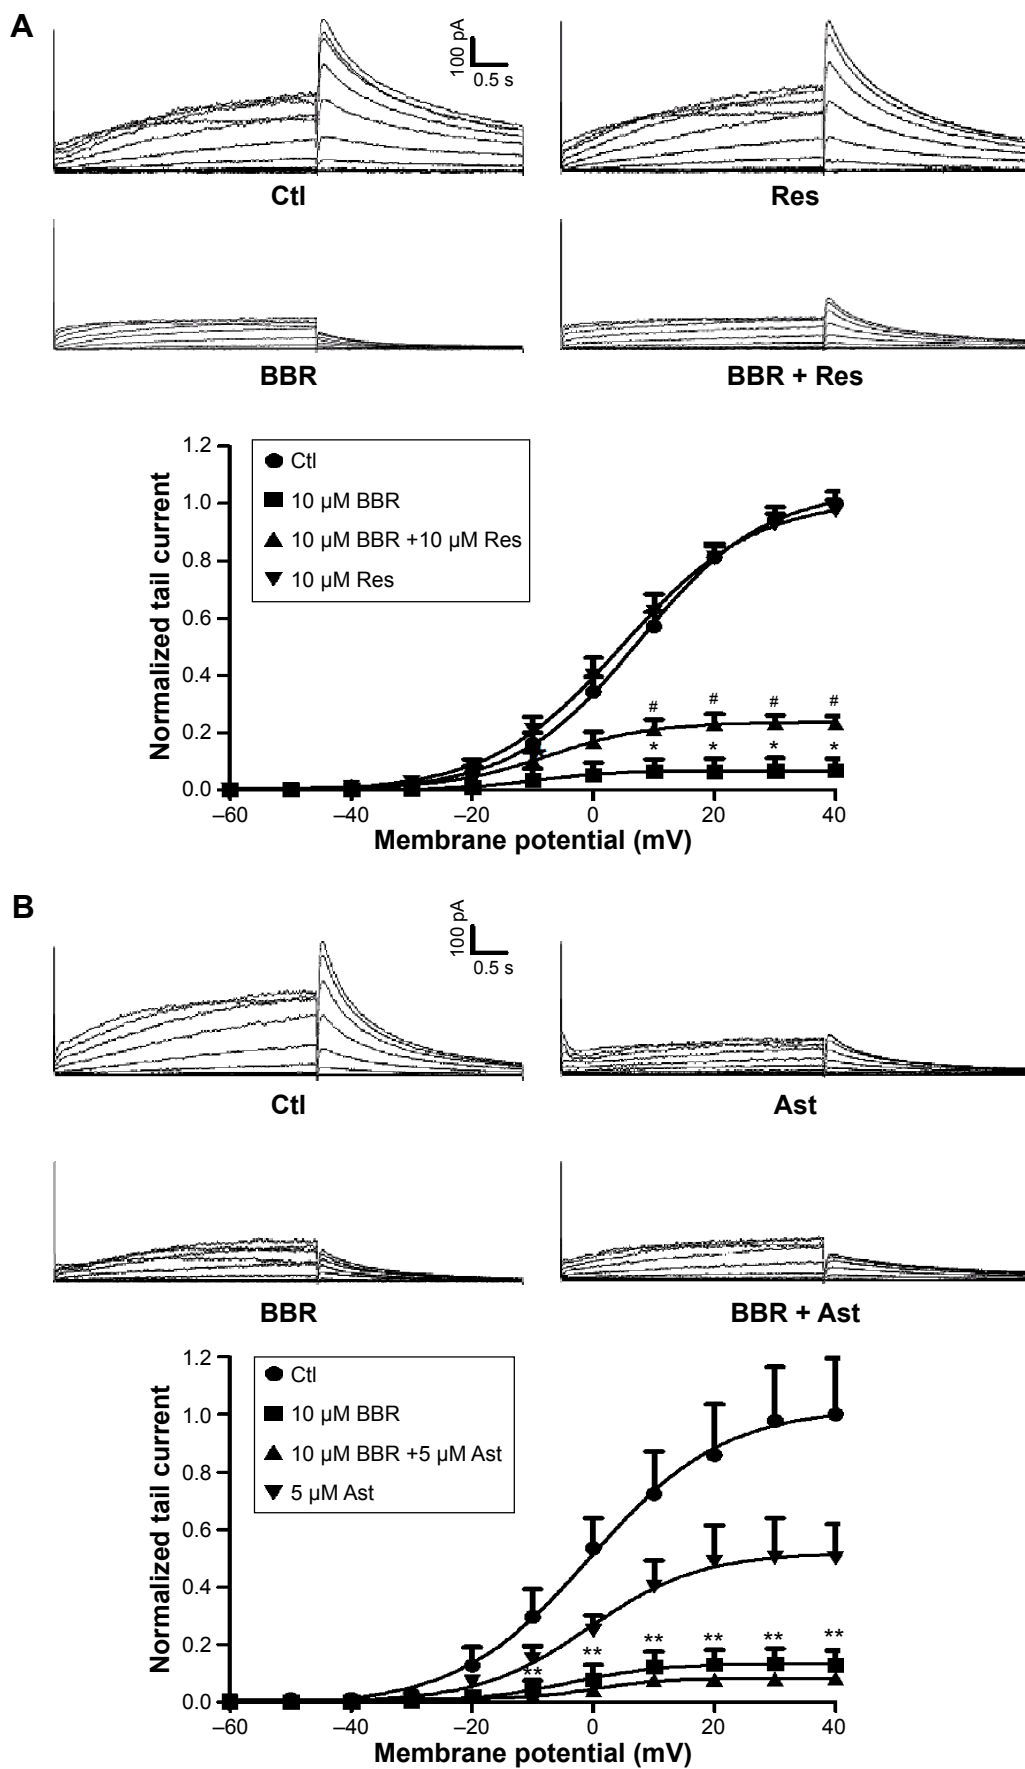 A
100 pA
0.5 s
Ctl
Res
BBR
BBR + Res
Normalized tail current
1.2
1.0
0.8
0.6
0.4
0.2
0.0
Ctl
10 µM BBR
10 µM BBR +10 µM Res
10 µM Res
# # # #
* * * *
–60 –40 –20 0 20 40
Membrane potential (mV)
B
100 pA
0.5 s
Ctl
Ast
BBR
BBR + Ast
Normalized tail current
1.2
1.0
0.8
0.6
0.4
0.2
0.0
Ctl
10 µM BBR
10 µM BBR +5 µM Ast
5 µM Ast
** ** ** ** ** **
–60 –40 –20 0 20 40
Membrane potential (mV)